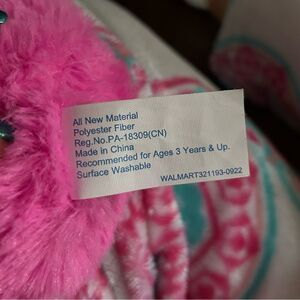 All New Material
Polyester Fiber
Reg.No.PA-18309(CN)
Made in China
Recommended for Ages 3 Years & Up.
Surface Washable
WALMART321193-0922